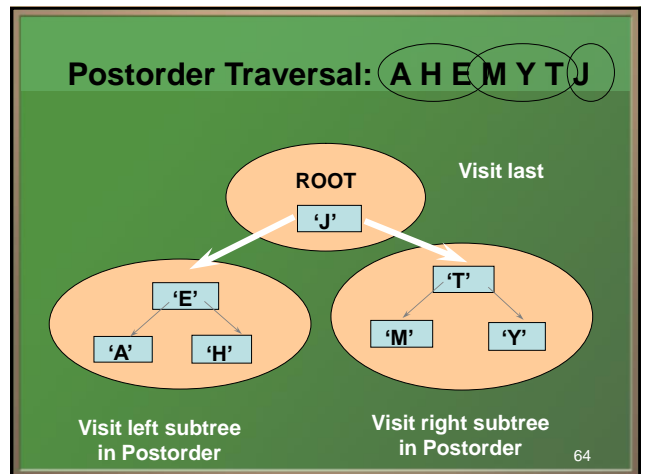 Postorder Traversal: A H E M Y T J
Visit last
ROOT
‘J’
‘E’
‘A’ ‘H’
‘T’
‘M’ ‘Y’
Visit left subtree
in Postorder
Visit right subtree
in Postorder
64